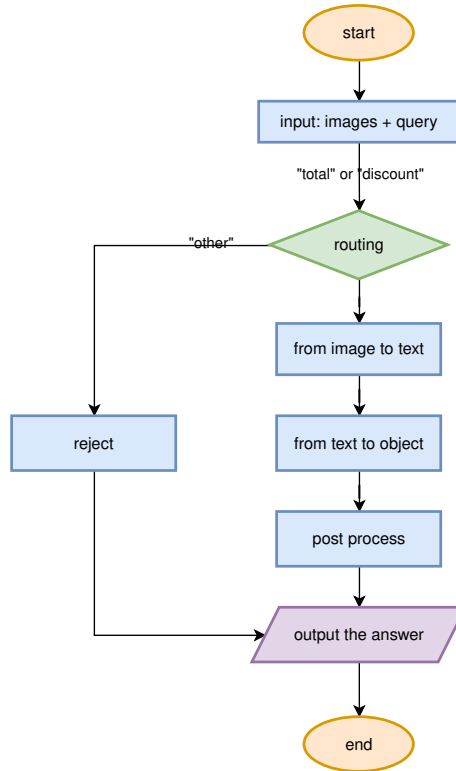 start
input: images + query
"total" or "discount"
routing
"other"
from image to text
from text to object
reject
post process
output the answer
end